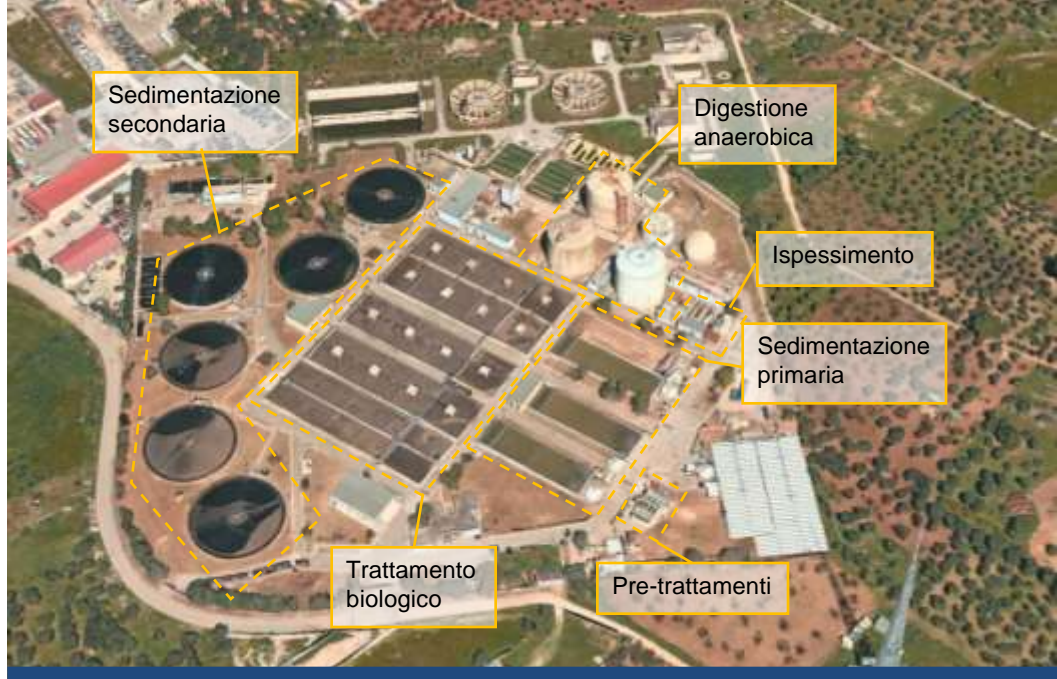 Sedimentazione
secondaria
Digestione
anaerobica
Ispessimento
Sedimentazione
primaria
Trattamento
biologico
Pre-trattamenti